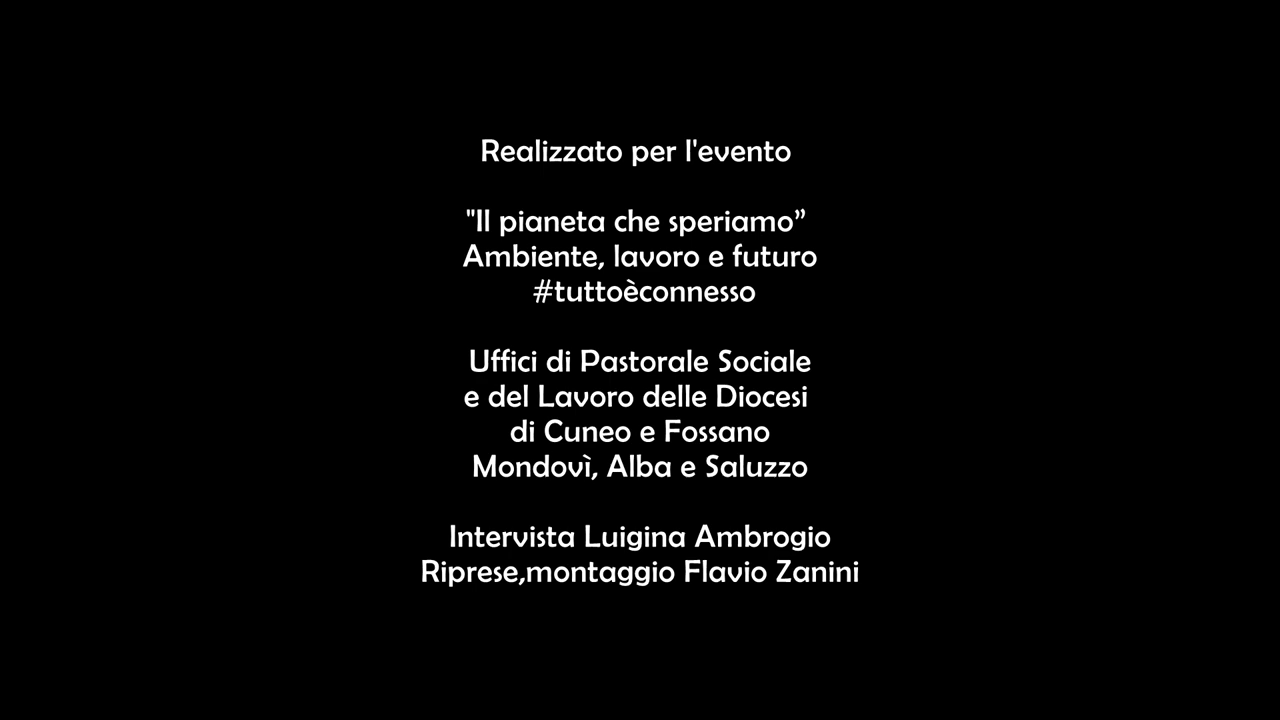 Realizzato per l'evento
"Il pianeta che speriamo”
Ambiente, lavoro e futuro
#tuttoèconnesso
Uffici di Pastorale Sociale
e del Lavoro delle Diocesi
di Cuneo e Fossano
Mondovì, Alba e Saluzzo
Intervista Luigina Ambrogio
Riprese,montaggio Flavio Zanini